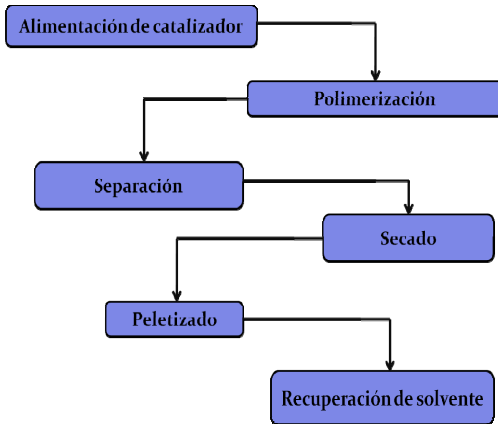 Alimentación de catalizador
Polimerización
Separación
Secado
Peletizado
Recuperación de solvente